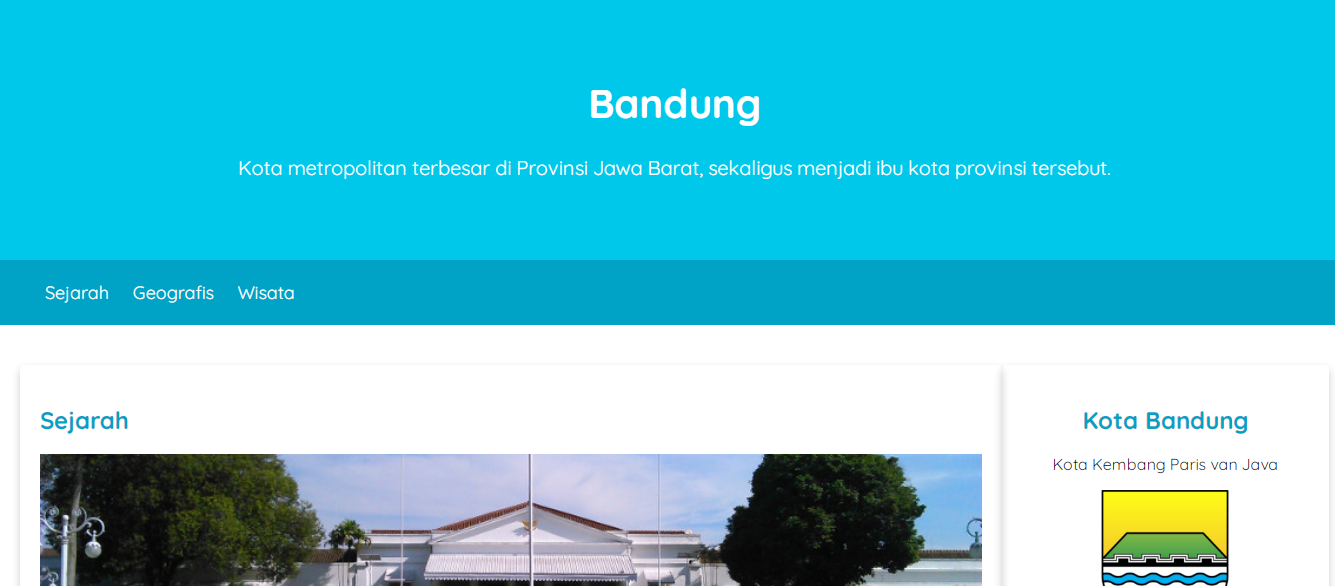 Bandung
Kota metropolitan terbesar di Provinsi Jawa Barat, sekaligus menjadi ibu kota provinsi tersebut.
Sejarah Geografis Wisata
Sejarah
Kota Bandung
Kota Kembang Paris van Java